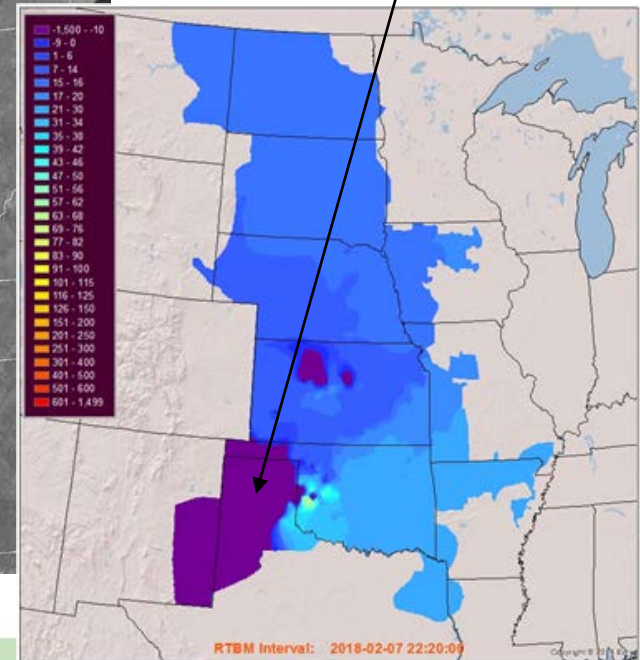 -1,500 - -10
-9 - 0
1 - 6
7 - 14
15 - 16
17 - 20
21 - 30
31 - 34
35 - 38
39 - 42
43 - 46
47 - 50
51 - 56
57 - 62
63 - 68
69 - 76
77 - 82
83 - 90
91 - 100
101 - 115
116 - 125
126 - 150
151 - 200
201 - 250
251 - 300
301 - 400
401 - 500
501 - 600
601 - 1,499
RTBM Interval: 2018-02-07 22:20:00
Copyright ©